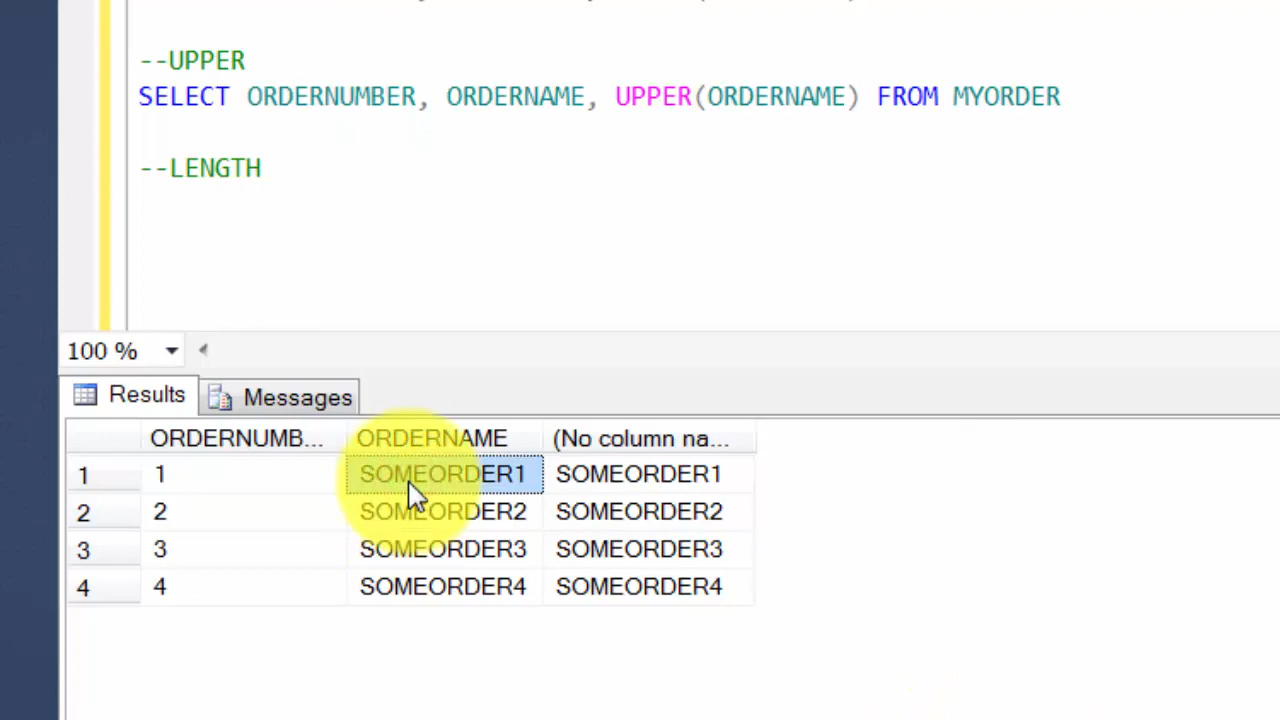 --UPPER
SELECT ORDERNUMBER, ORDERNAME, UPPER(ORDERNAME) FROM MYORDER
--LENGTH
100 %
Results Messages
ORDERNUMB... ORDERNAME (No column na...
1 1 SOMEORDER1 SOMEORDER1
2 2 SOMEORDER2 SOMEORDER2
3 3 SOMEORDER3 SOMEORDER3
4 4 SOMEORDER4 SOMEORDER4